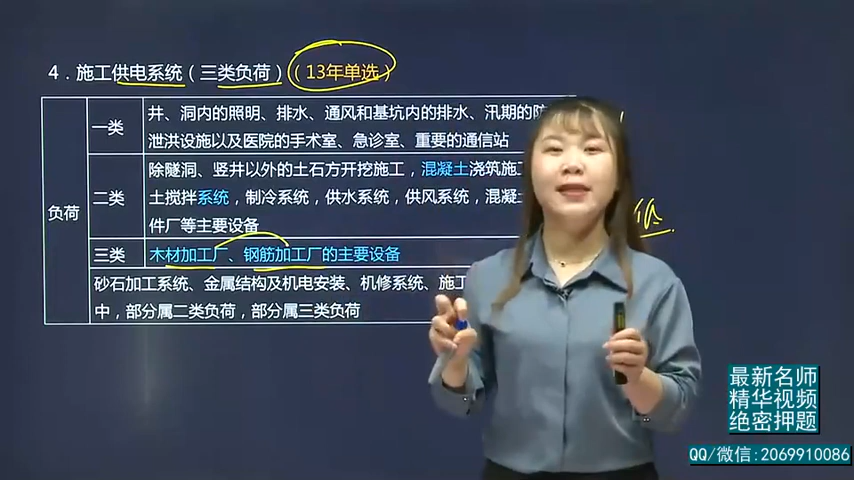 4．施工供电系统（三类负荷）（13年单选）
负荷
一类
井、洞内的照明、排水、通风和基坑内的排水、汛期的防
泄洪设施以及医院的手术室、急诊室、重要的通信站
二类
除隧洞、竖井以外的土石方开挖施工，混凝土浇筑施工
土搅拌系统，制冷系统，供水系统，供风系统，混凝土
件厂等主要设备
三类
木材加工厂、钢筋加工厂的主要设备
砂石加工系统、金属结构及机电安装、机修系统、施工
中，部分属二类负荷，部分属三类负荷
低
最新名师
精华视频
绝密押题
QQ/微信:2069910086